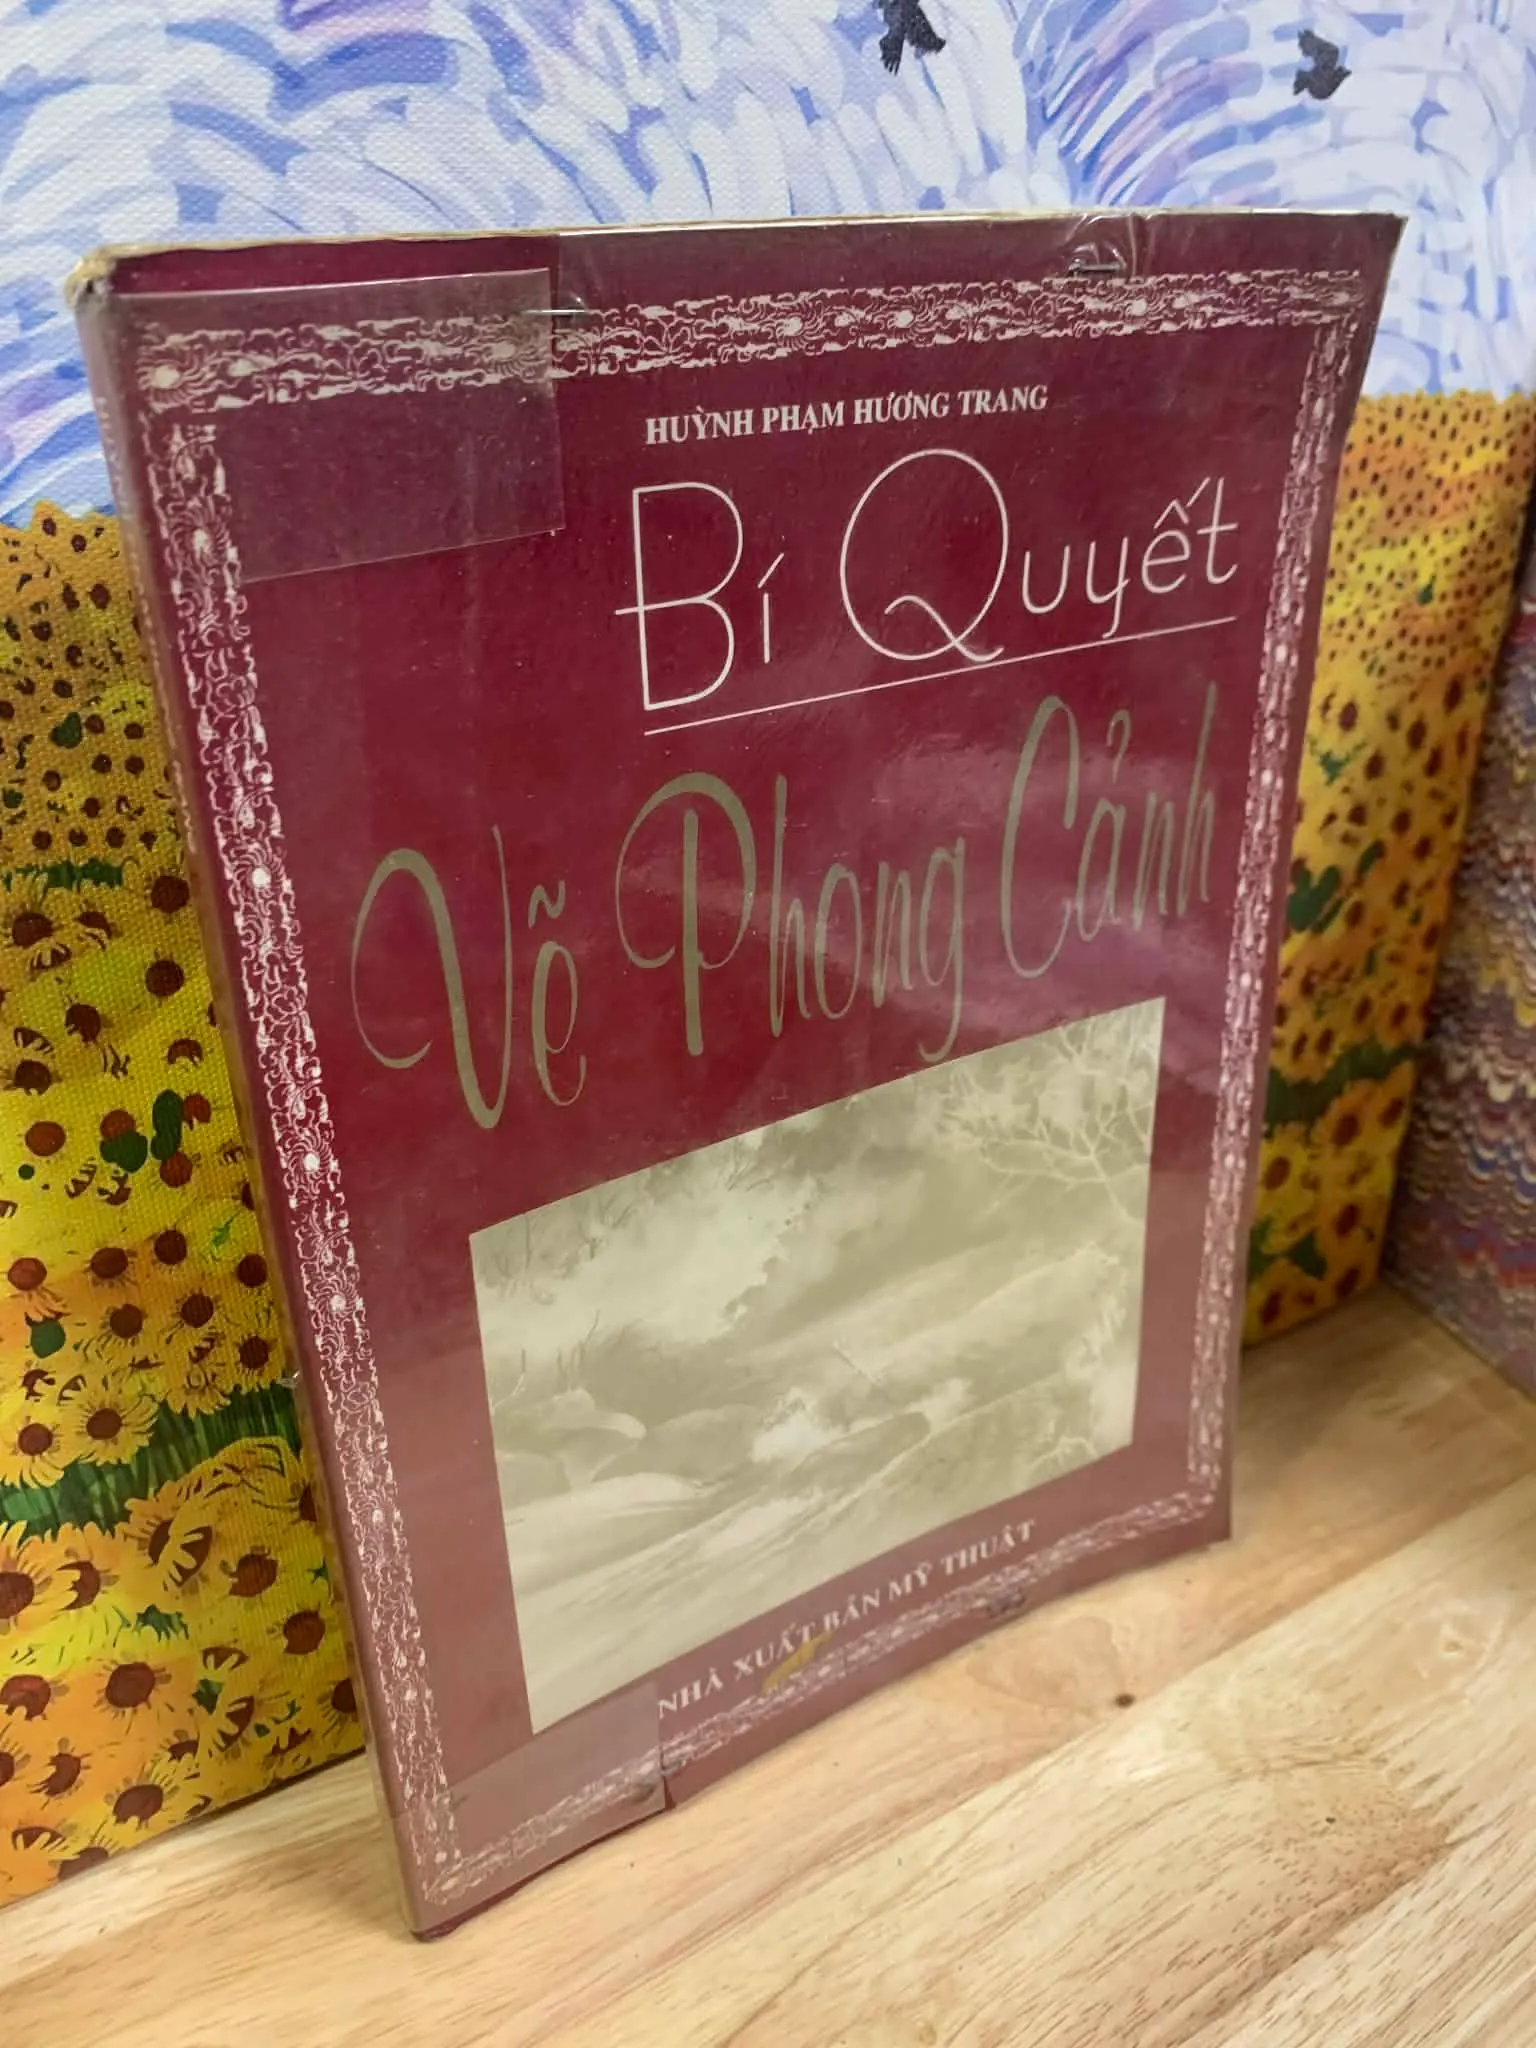 HUỲNH PHẠM HƯƠNG TRANG
Bí Quyết
Vẽ Phong Cảnh
NHÀ XUẤT BẢN MỸ THUẬT